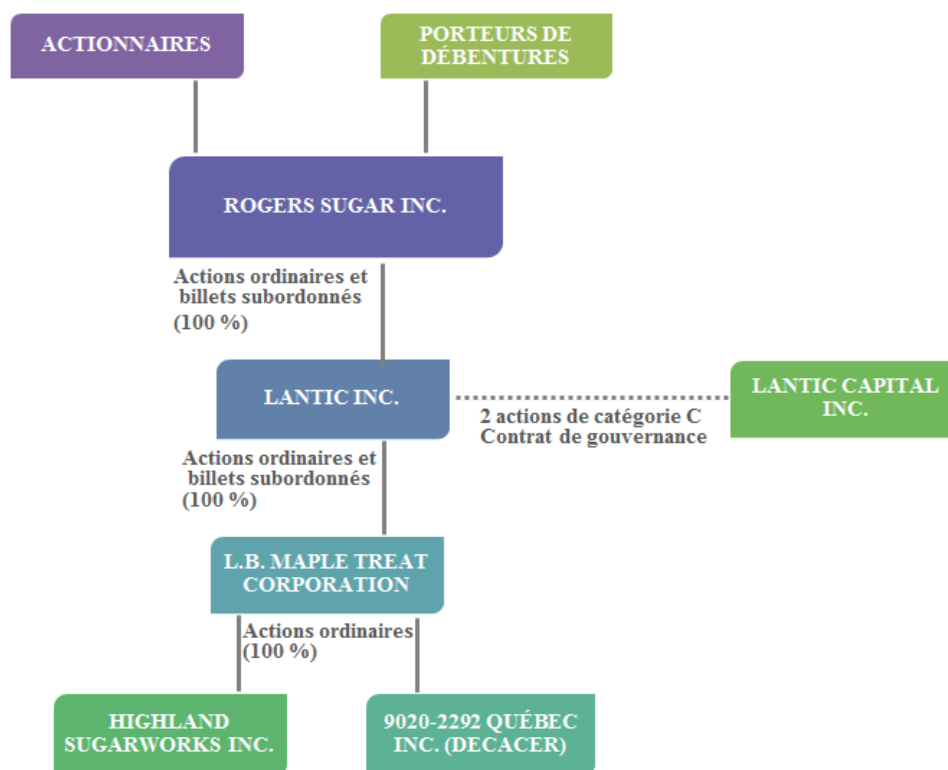 ACTIONNAIRES
PORTEURS DE
DÉBENTURES
ROGERS SUGAR INC.
Actions ordinaires et
billets subordonnés
(100 %)
LANTIC INC.
2 actions de catégorie C
Contrat de gouvernance
LANTIC CAPITAL
INC.
Actions ordinaires et
billets subordonnés
(100 %)
L.B. MAPLE TREAT
CORPORATION
Actions ordinaires
(100 %)
HIGHLAND
SUGARWORKS INC.
9020-2292 QUÉBEC
INC. (DECACER)